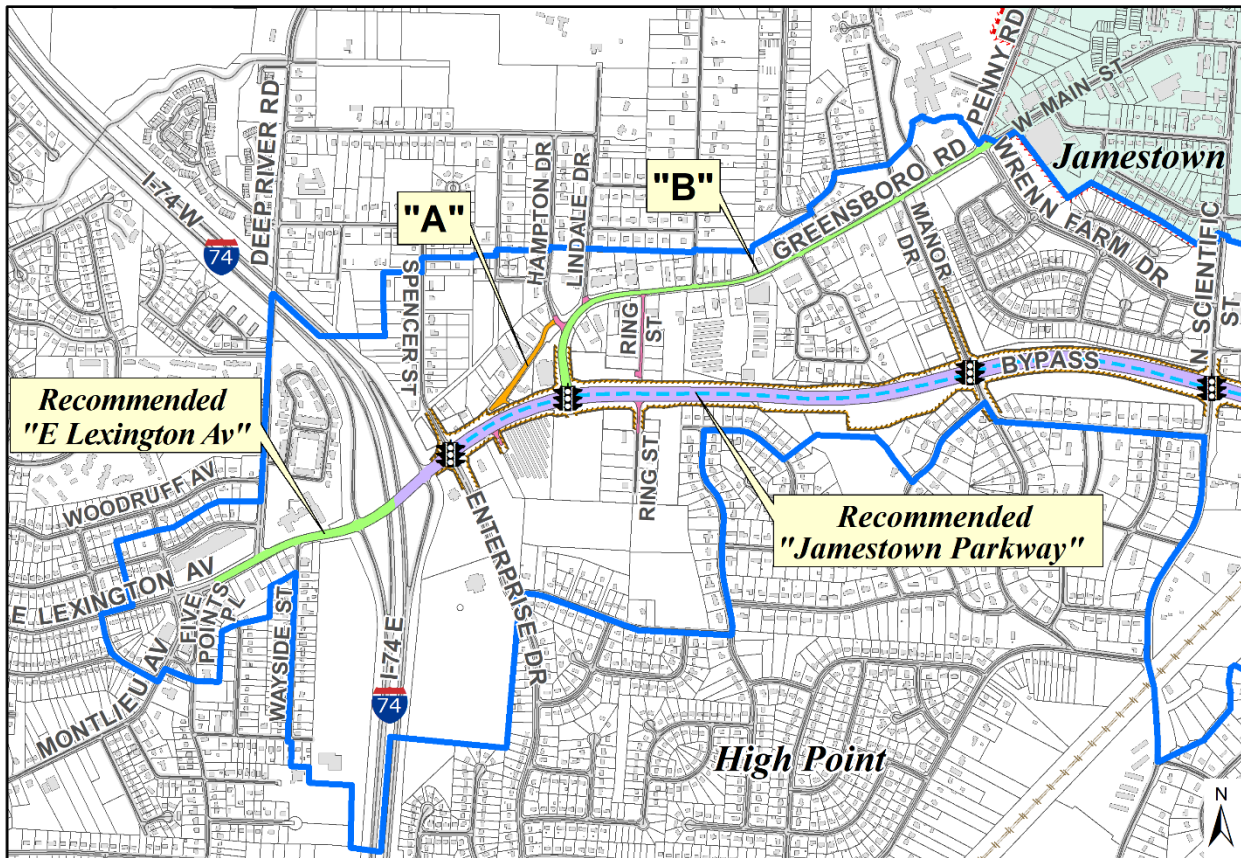 PENNY RD
W MAIN ST
Jamestown
DEEP RIVER RD
I-74 W
74
"A"
HAMPTON DR
LINDALE DR
"B"
GREENSBORO RD
WRENN FARM DR
MANOR
DR
N SCIENTIFIC
ST
SPENCER ST
RING
ST
BYPASS
Recommended
"E Lexington Av"
RING ST
Recommended
"Jamestown Parkway"
WOODRUFF AV
E LEXINGTON AV
FIVE
POINTS
PL
WAYSIDE ST
MONTLIEU AV
I-74 E
74
ENTERPRISE DR
High Point
N